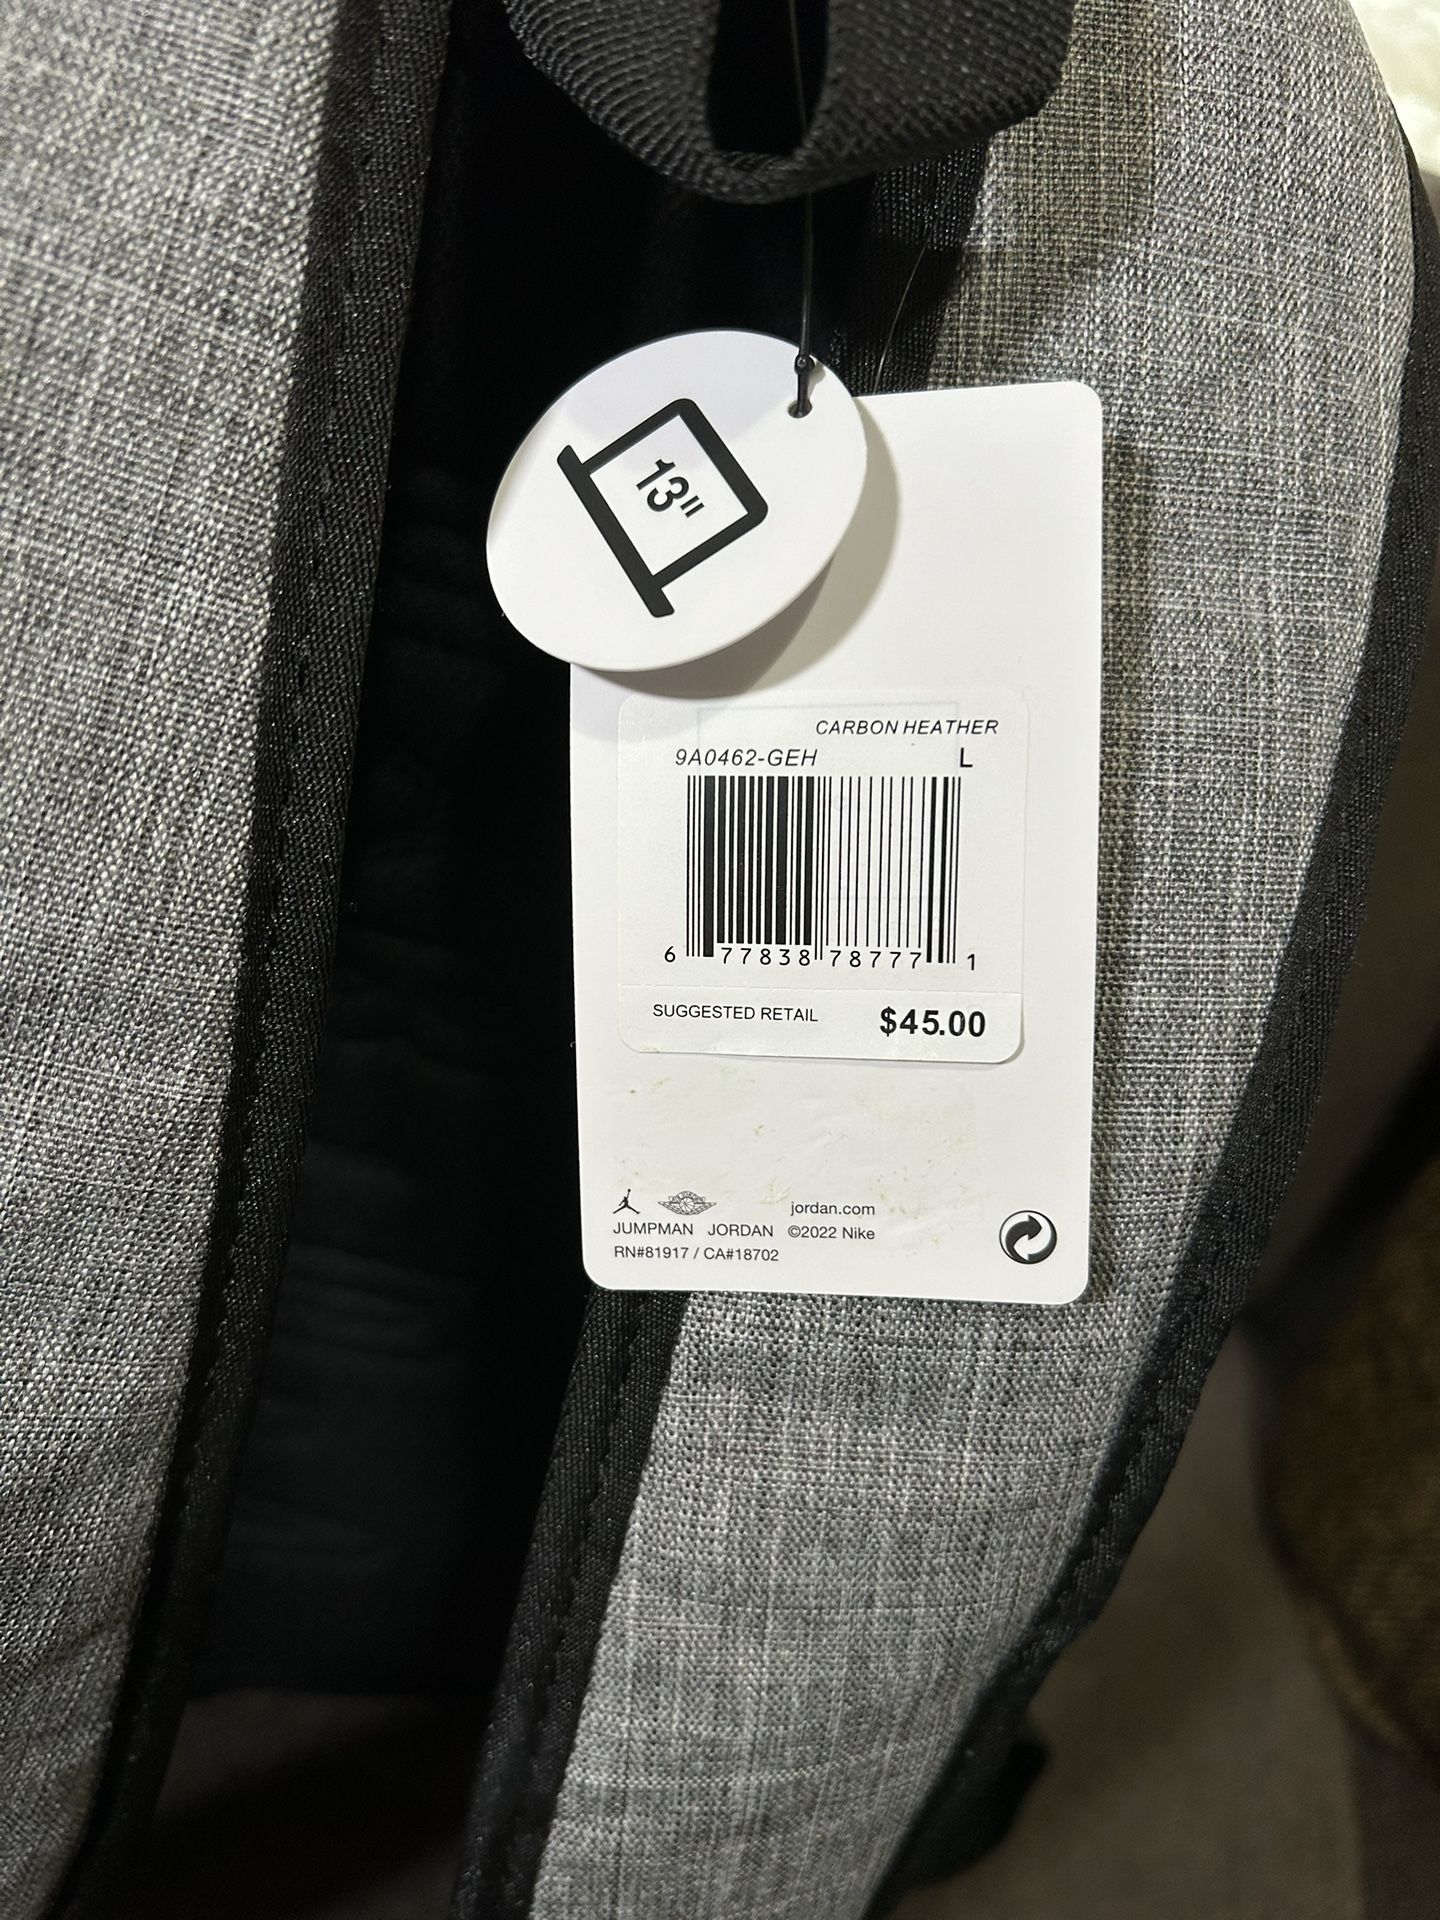 13"
CARBON HEATHER
9A0462-GEH L
6 77838 78777 1
SUGGESTED RETAIL $45.00
jordan.com
JUMPMAN JORDAN ©2022 Nike
RN#81917 / CA#18702